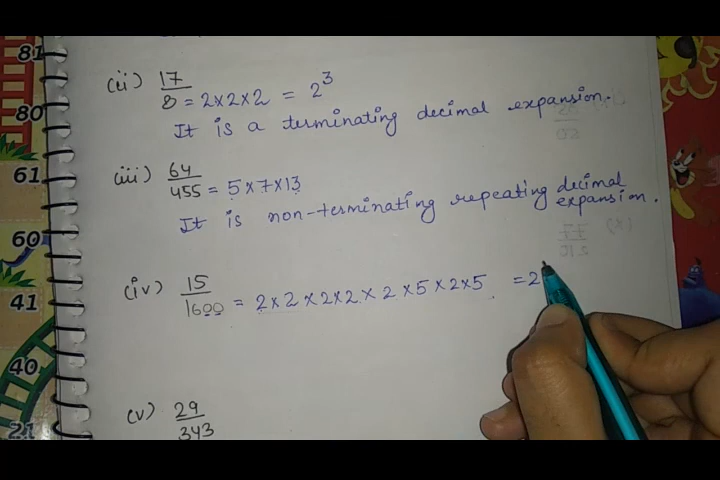 81
80
61
60
41
40
21
(ii) 17
8 = 2×2×2 = 2³
It is a terminating decimal expansion.
(iii) 64
455 = 5×7×13
It is non-terminating repeating decimal
expansion.
(iv) 15
1600 = 2×2×2×2×2×5×2×5 = 2
(v) 29
343